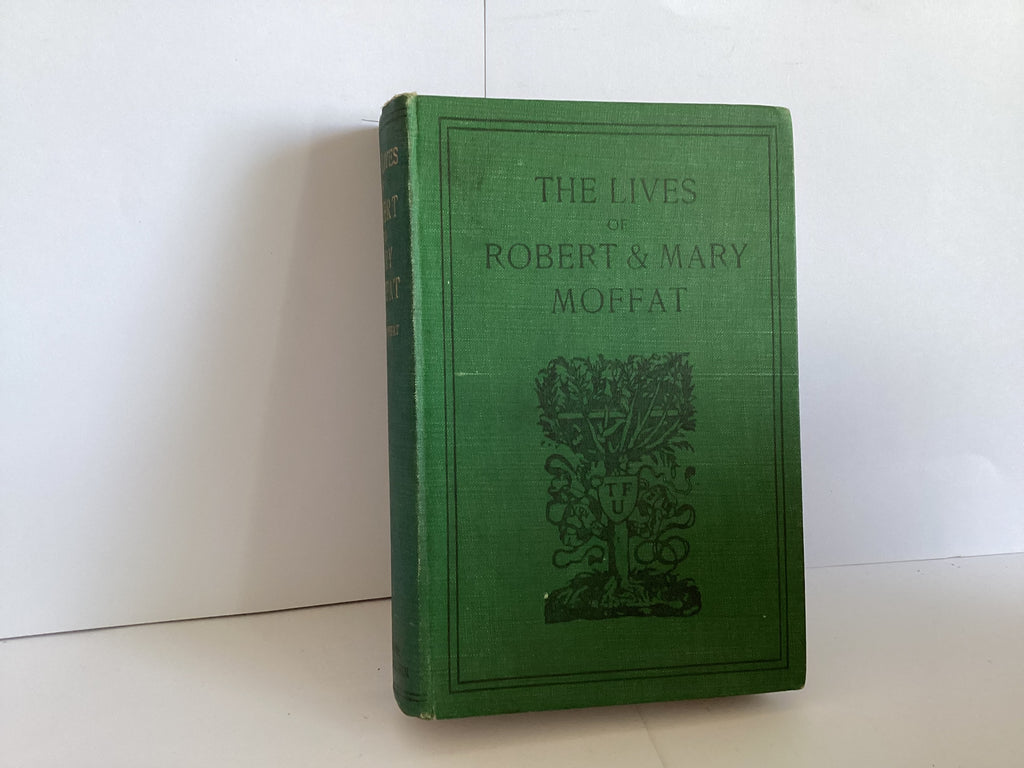 THE LIVES
OF
ROBERT & MARY
MOFFAT